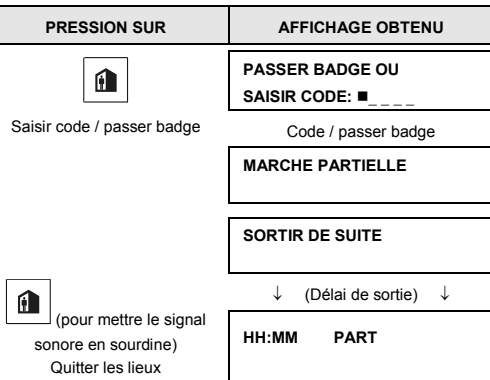 PRESSION SUR
AFFICHAGE OBTENU
PASSER BADGE OU
SAISIR CODE: ■_ _ _ _
Saisir code / passer badge
Code / passer badge
MARCHE PARTIELLE
SORTIR DE SUITE
↓ (Délai de sortie) ↓
(pour mettre le signal
sonore en sourdine)
Quitter les lieux
HH:MM PART